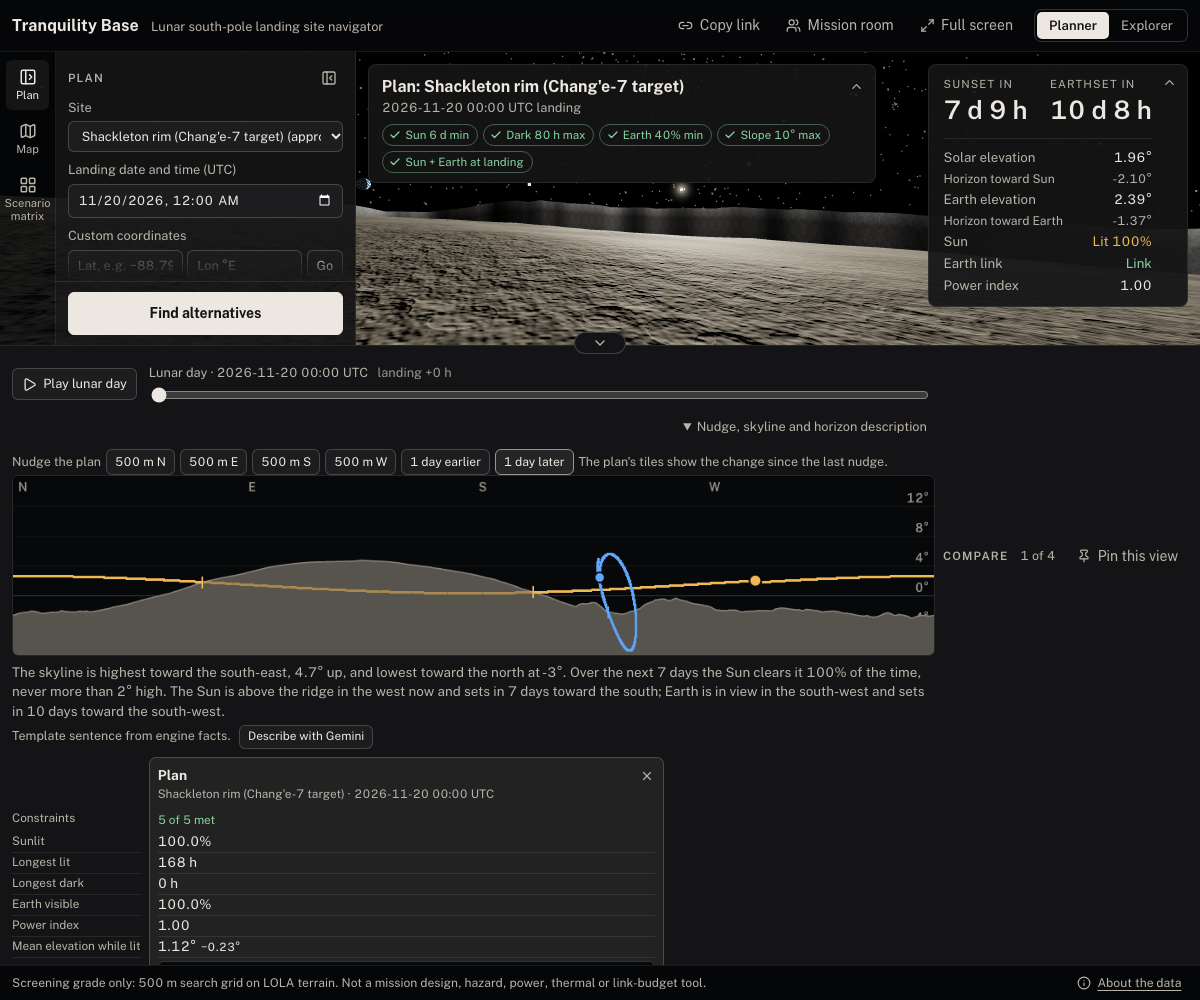 Tranquility Base Lunar south-pole landing site navigator
Copy link
Mission room
Full screen
Planner
Explorer
Plan
Map
Scenario
matrix
PLAN
Site
Shackleton rim (Chang'e-7 target) (appro
Landing date and time (UTC)
11/20/2026, 12:00 AM
Custom coordinates
Lat, e.g. −88.79
Lon °E
Go
Find alternatives
Plan: Shackleton rim (Chang'e-7 target)
2026-11-20 00:00 UTC landing
Sun 6 d min
Dark 80 h max
Earth 40% min
Slope 10° max
Sun + Earth at landing
SUNSET IN
7 d 9 h
EARTHSET IN
10 d 8 h
Solar elevation 1.96°
Horizon toward Sun -2.10°
Earth elevation 2.39°
Horizon toward Earth -1.37°
Sun Lit 100%
Earth link Link
Power index 1.00
Play lunar day
Lunar day · 2026-11-20 00:00 UTC landing +0 h
▼ Nudge, skyline and horizon description
Nudge the plan
500 m N
500 m E
500 m S
500 m W
1 day earlier
1 day later
The plan's tiles show the change since the last nudge.
N
E
S
W
12°
8°
4°
0°
COMPARE 1 of 4
Pin this view
The skyline is highest toward the south-east, 4.7° up, and lowest toward the north at -3°. Over the next 7 days the Sun clears it 100% of the time,
never more than 2° high. The Sun is above the ridge in the west now and sets in 7 days toward the south; Earth is in view in the south-west and sets
in 10 days toward the south-west.
Template sentence from engine facts.
Describe with Gemini
Plan
Shackleton rim (Chang'e-7 target) · 2026-11-20 00:00 UTC
Constraints 5 of 5 met
Sunlit 100.0%
Longest lit 168 h
Longest dark 0 h
Earth visible 100.0%
Power index 1.00
Mean elevation while lit 1.12° −0.23°
Screening grade only: 500 m search grid on LOLA terrain. Not a mission design, hazard, power, thermal or link-budget tool.
About the data